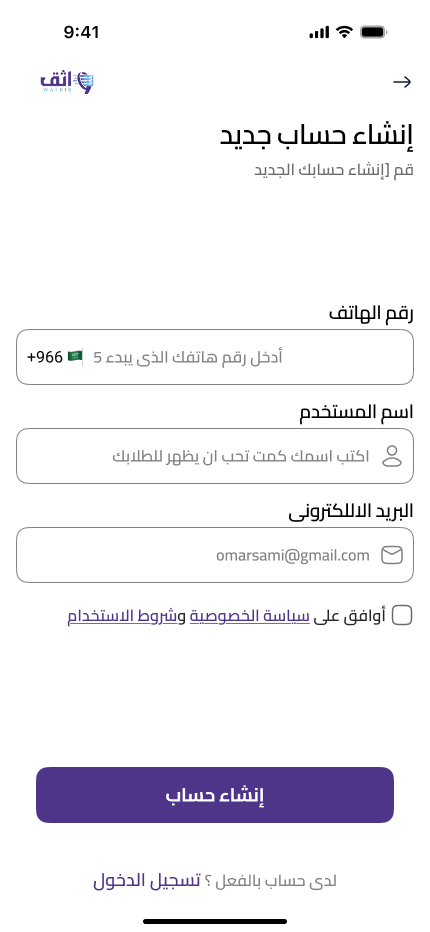 9:41
اثق
WATHIQ
إنشاء حساب جديد
قم [إنشاء حسابك الجديد
رقم الهاتف
+966 أدخل رقم هاتفك الذى يبدء 5
اسم المستخدم
اكتب اسمك كمت تحب ان يظهر للطلابك
البريد الاللكترونى
omarsami@gmail.com
أوافق على سياسة الخصوصية وشروط الاستخدام
إنشاء حساب
لدى حساب بالفعل ؟ تسجيل الدخول